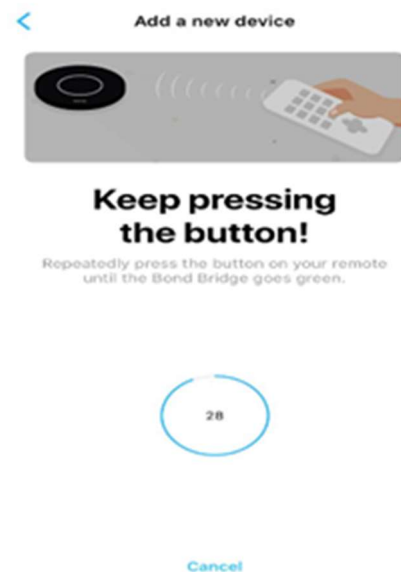 Add a new device
Keep pressing
the button!
Repeatedly press the button on your remote
until the Bond Bridge goes green.
28
Cancel